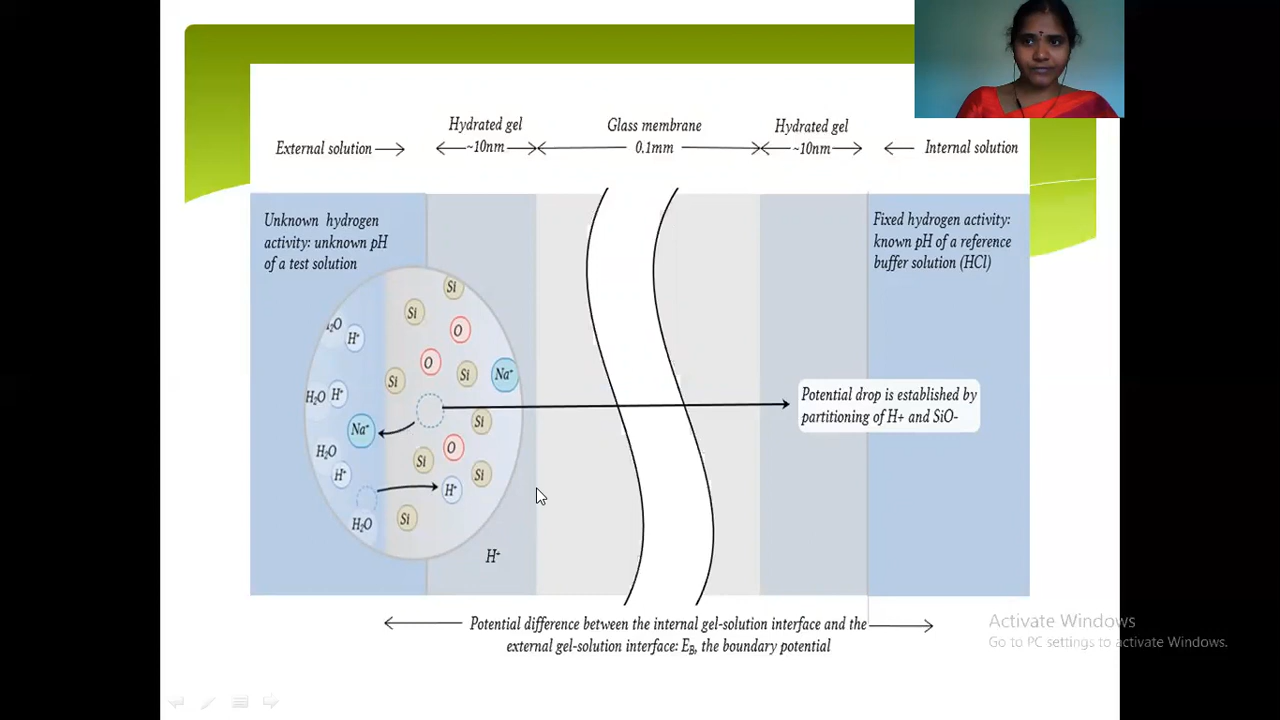 Hydrated gel
Glass membrane
Hydrated gel
External solution
~10nm
0.1mm
~10nm
Internal solution
Unknown hydrogen
activity: unknown pH
of a test solution
Fixed hydrogen activity:
known pH of a reference
buffer solution (HCl)
Si
Si
H₂O
H⁺
O
O
Si
Si
Na⁺
H₂O
H⁺
Si
Na⁺
O
H₂O
Si
Si
H⁺
H⁺
H₂O
Si
H⁺
Potential drop is established by
partitioning of H+ and SiO-
Potential difference between the internal gel-solution interface and the
external gel-solution interface: E_B, the boundary potential
Activate Windows
Go to PC settings to activate Windows.